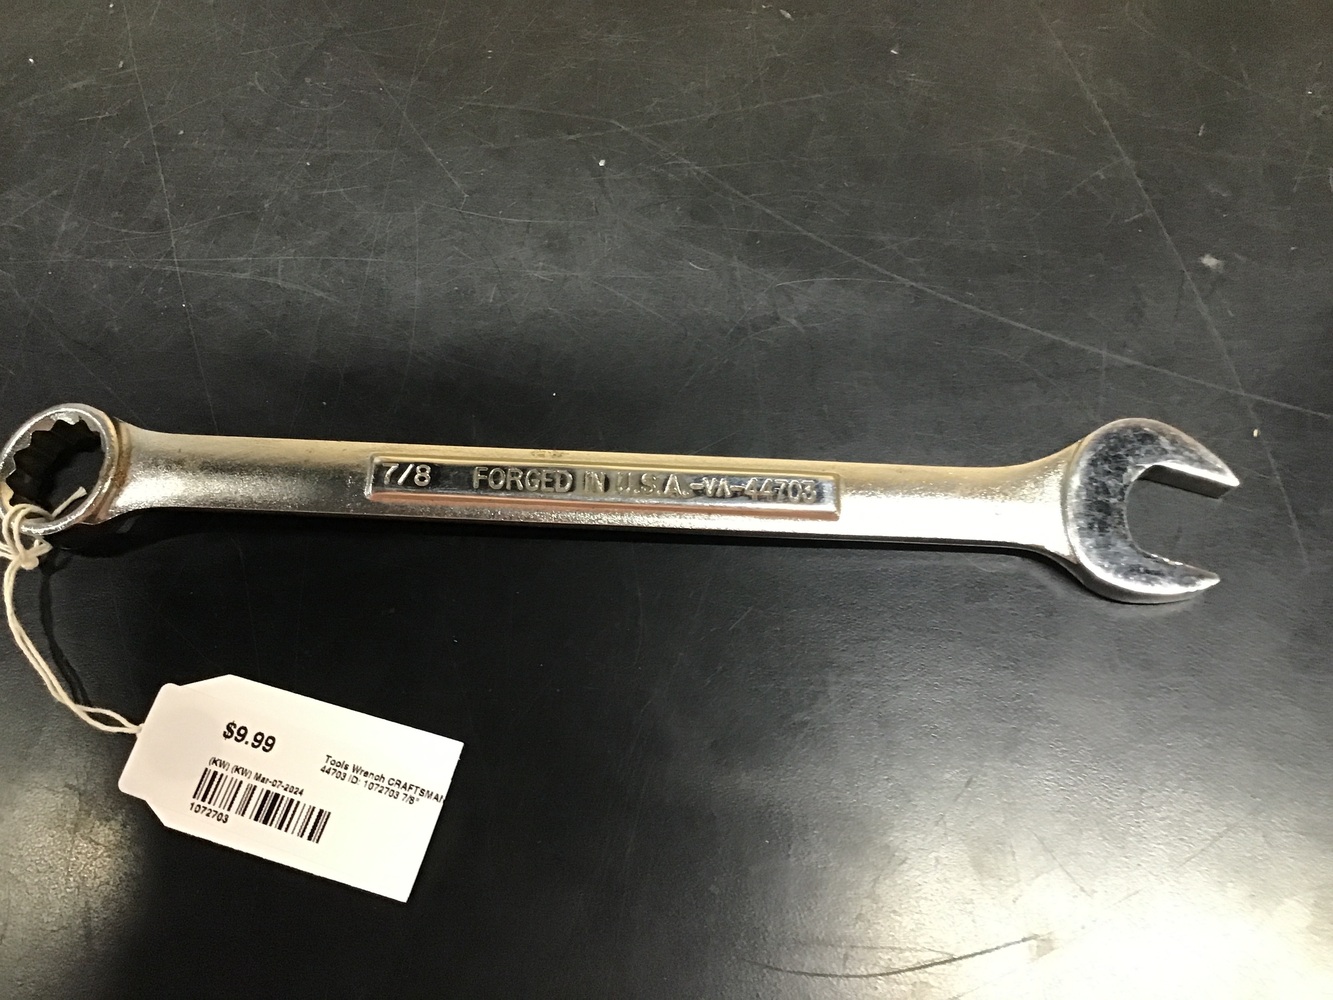 7/8 FORGED IN U.S.A.-VA-44703
$9.99
(KW) (KW) Mar-07-2024
1072703
Tools Wrench CRAFTSMAN
44703 ID: 1072703 7/8"